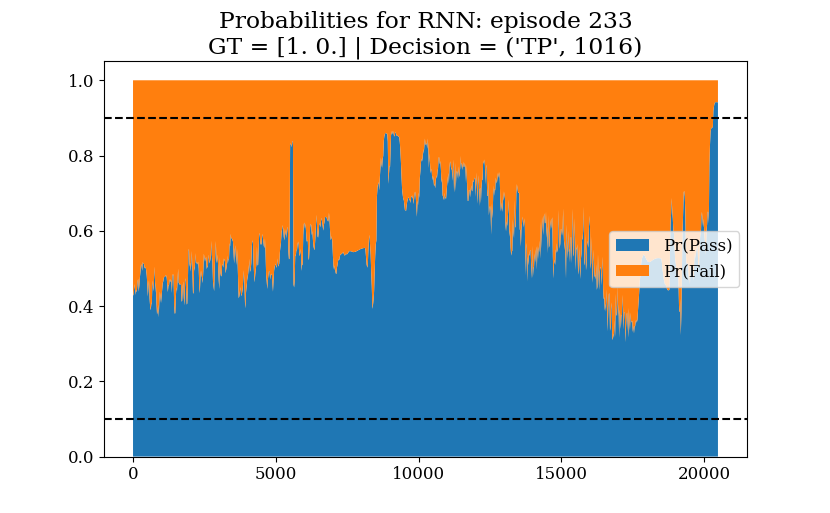 Probabilities for RNN: episode 233
GT = [1. 0.] | Decision = ('TP', 1016)
1.0
0.8
0.6
0.4
0.2
0.0
Pr(Pass)
Pr(Fail)
0 5000 10000 15000 20000